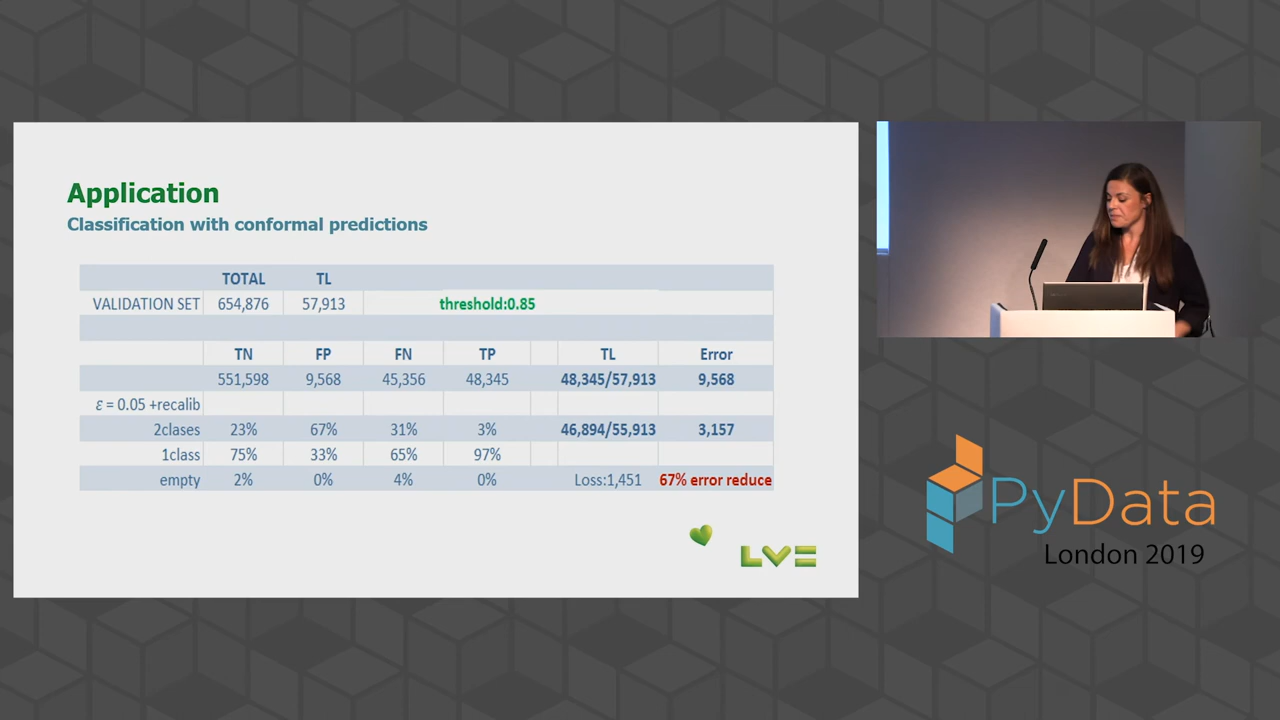 Application
Classification with conformal predictions
TOTAL TL
VALIDATION SET 654,876 57,913 threshold:0.85
TN FP FN TP TL Error
551,598 9,568 45,356 48,345 48,345/57,913 9,568
ε = 0.05 +recalib
2clases 23% 67% 31% 3% 46,894/55,913 3,157
1class 75% 33% 65% 97%
empty 2% 0% 4% 0% Loss:1,451 67% error reduce
LVE
PyData
London 2019